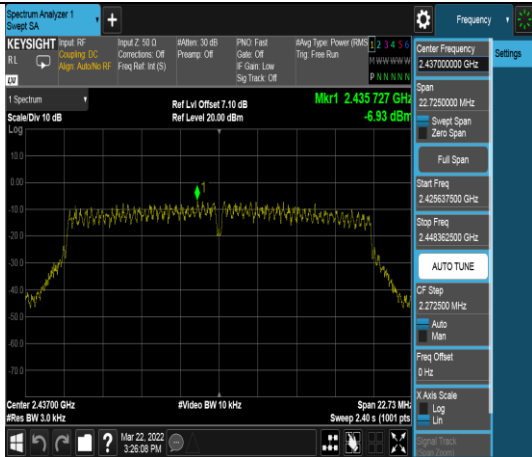 Spectrum Analyzer 1
Swept SA
+
Frequency
KEYSIGHT
RL
LXI
Input: RF
Coupling: DC
Align: Auto/No RF
Input Z: 50 Ω
Corrections: Off
Freq Ref: Int (S)
#Atten: 30 dB
Preamp: Off
PNO: Fast
Gate: Off
IF Gain: Low
Sig Track: Off
#Avg Type: Power (RMS
Trig: Free Run
1 2 3 4 5 6
M WW WW W
P N N N N N
1 Spectrum
Scale/Div 10 dB
Log
Ref Lvl Offset 7.10 dB
Ref Level 20.00 dBm
Mkr1 2.435 727 GHz
-6.93 dBm
1
10.0
0.00
-10.0
-20.0
-30.0
-40.0
-50.0
-60.0
-70.0
Center 2.43700 GHz
#Res BW 3.0 kHz
#Video BW 10 kHz
Span 22.73 MHz
Sweep 2.40 s (1001 pts
Mar 22, 2022
3:26:08 PM
Center Frequency
2.437000000 GHz
Span
22.7250000 MHz
Swept Span
Zero Span
Full Span
Start Freq
2.425637500 GHz
Stop Freq
2.448362500 GHz
AUTO TUNE
CF Step
2.272500 MHz
Auto
Man
Freq Offset
0 Hz
X Axis Scale
Log
Lin
Signal Track
(Span Zoom)
Settings